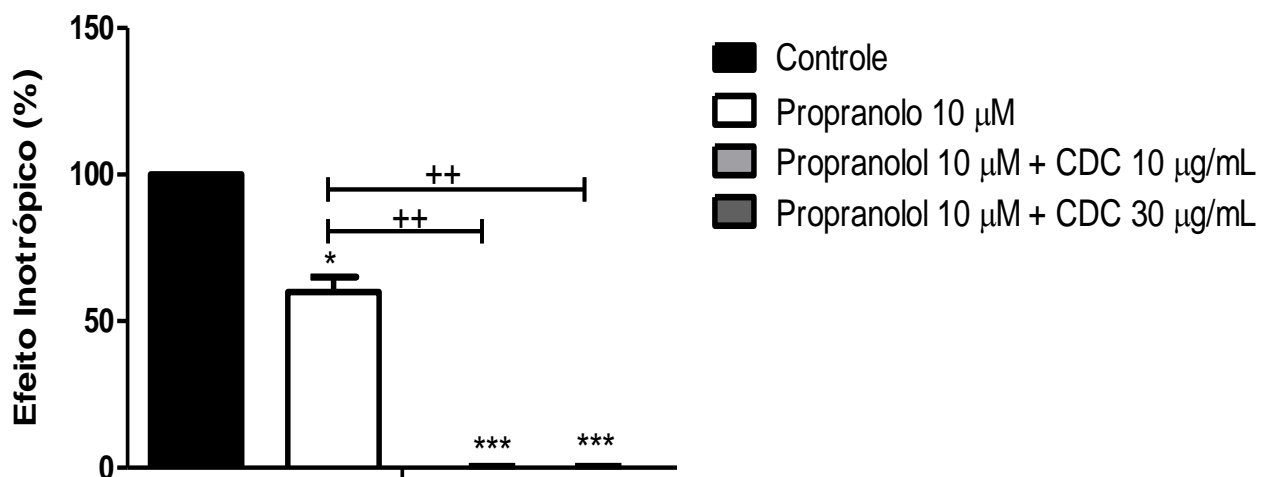 Efeito Inotrópico (%)
150
100
50
0
++
++
*
***
***
Controle
Propranolo 10 μM
Propranolol 10 μM + CDC 10 μg/mL
Propranolol 10 μM + CDC 30 μg/mL